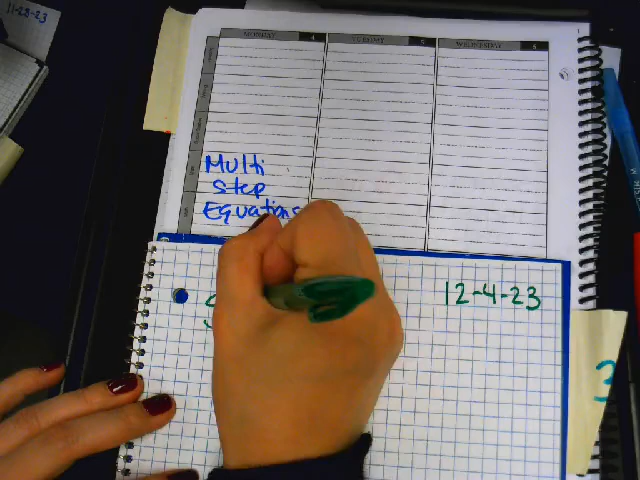 11-28-23
MONDAY 4
TUESDAY 5
WEDNESDAY 6
Multi
step
Equations
12-4-23
3